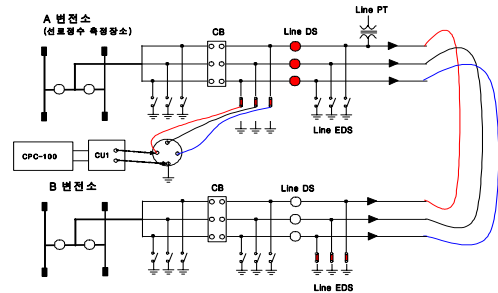 A 변전소
(선로정수 측정장소)
CB
Line DS
Line PT
Line EDS
CPC-100
CU1
B 변전소
CB
Line DS
Line EDS